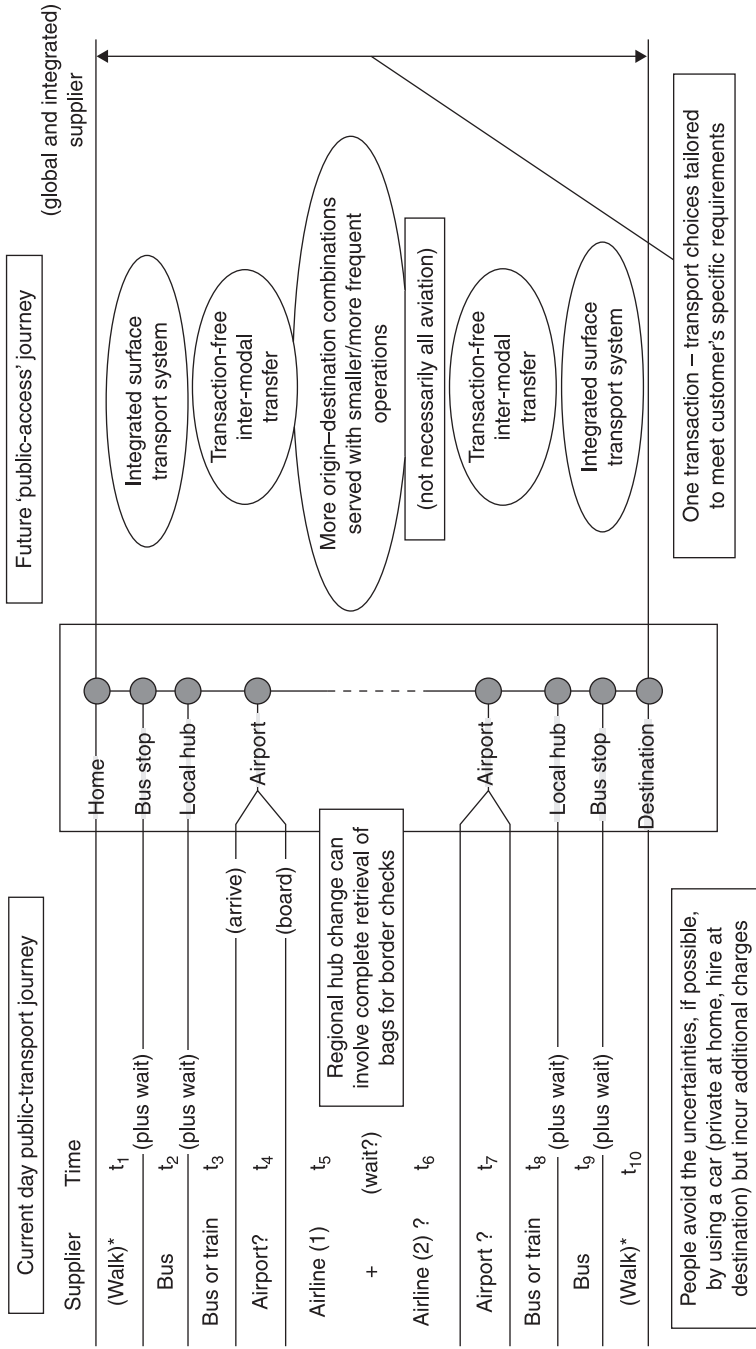 Current day public-transport journey
Future ‘public-access’ journey
Supplier
Time
(global and integrated)
supplier
Home
(Walk)*
t1
(plus wait)
Bus stop
Bus
t2
(plus wait)
Local hub
Bus or train
t3
(arrive)
Airport
Airport?
t4
(board)
Airline (1)
t5
+
(wait?)
Airline (2) ?
t6
Regional hub change can
involve complete retrieval of
bags for border checks
Airport
Airport ?
t7
Bus or train
t8
(plus wait)
Local hub
Bus
t9
(plus wait)
Bus stop
(Walk)*
t10
Destination
Integrated surface
transport system
Transaction-free
inter-modal
transfer
More origin–destination combinations
served with smaller/more frequent
operations
(not necessarily all aviation)
Transaction-free
inter-modal
transfer
Integrated surface
transport system
People avoid the uncertainties, if possible,
by using a car (private at home, hire at
destination) but incur additional charges
One transaction – transport choices tailored
to meet customer’s specific requirements